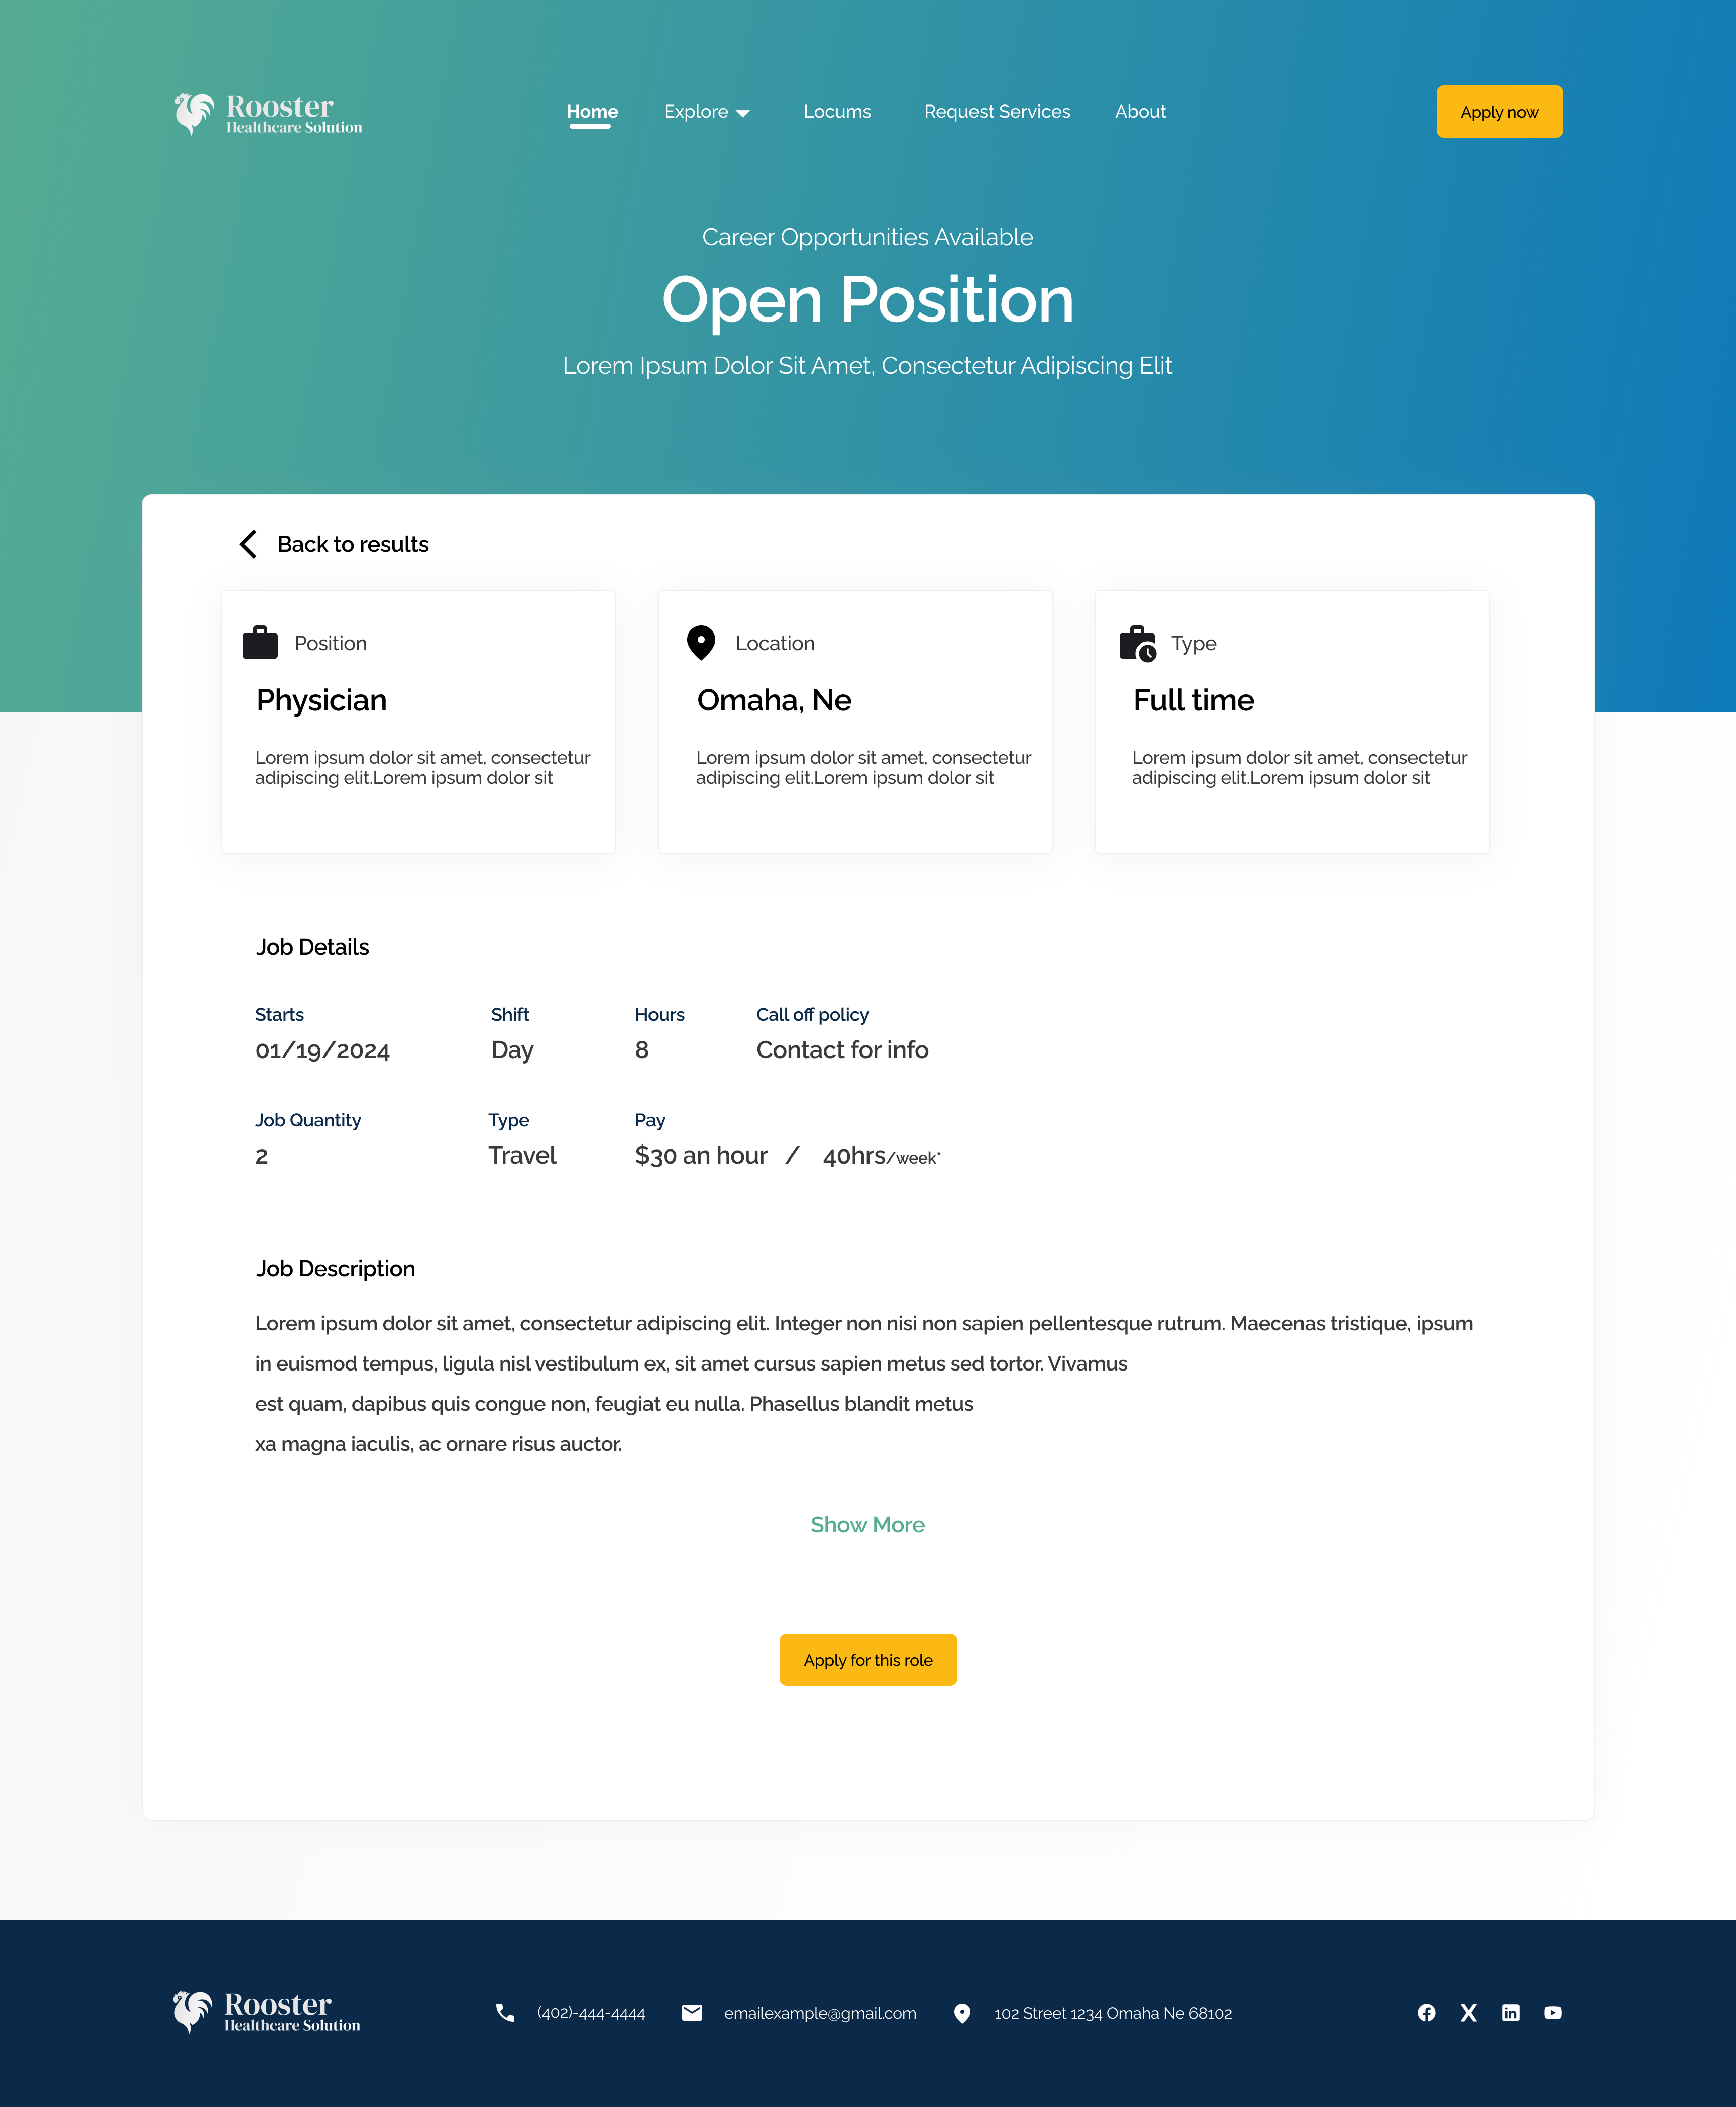 Rooster
Healthcare Solution
Home
Explore
Locums
Request Services
About
Apply now
Career Opportunities Available
Open Position
Lorem Ipsum Dolor Sit Amet, Consectetur Adipiscing Elit
Back to results
Position
Physician
Lorem ipsum dolor sit amet, consectetur
adipiscing elit.Lorem ipsum dolor sit
Location
Omaha, Ne
Lorem ipsum dolor sit amet, consectetur
adipiscing elit.Lorem ipsum dolor sit
Type
Full time
Lorem ipsum dolor sit amet, consectetur
adipiscing elit.Lorem ipsum dolor sit
Job Details
Starts
01/19/2024
Shift
Day
Hours
8
Call off policy
Contact for info
Job Quantity
2
Type
Travel
Pay
$30 an hour / 40hrs/week*
Job Description
Lorem ipsum dolor sit amet, consectetur adipiscing elit. Integer non nisi non sapien pellentesque rutrum. Maecenas tristique, ipsum
in euismod tempus, ligula nisl vestibulum ex, sit amet cursus sapien metus sed tortor. Vivamus
est quam, dapibus quis congue non, feugiat eu nulla. Phasellus blandit metus
xa magna iaculis, ac ornare risus auctor.
Show More
Apply for this role
Rooster
Healthcare Solution
(402)-444-4444
emailexample@gmail.com
102 Street 1234 Omaha Ne 68102